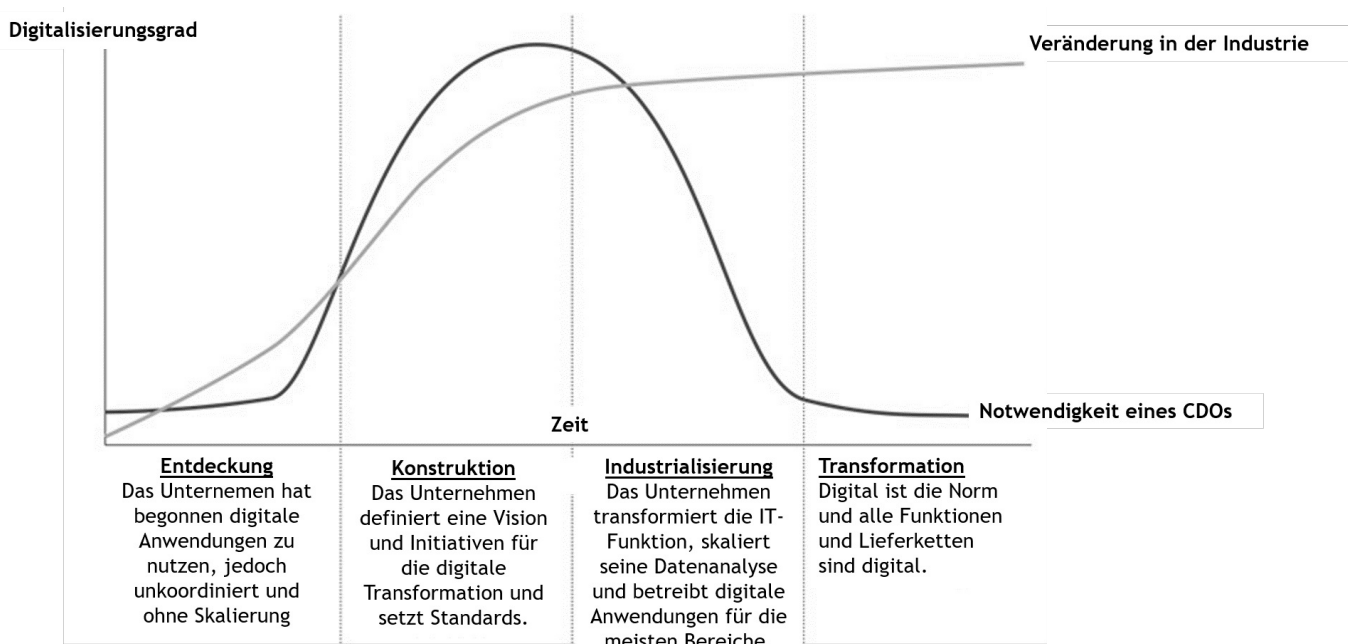 Digitalisierungsgrad
Veränderung in der Industrie
Notwendigkeit eines CDOs
Zeit
Entdeckung
Das Unternemen hat
begonnen digitale
Anwendungen zu
nutzen, jedoch
unkoordiniert und
ohne Skalierung
Konstruktion
Das Unternehmen
definiert eine Vision
und Initiativen für
die digitale
Transformation und
setzt Standards.
Industrialisierung
Das Unternehmen
transformiert die IT-
Funktion, skaliert
seine Datenanalyse
und betreibt digitale
Anwendungen für die
meisten Bereiche
Transformation
Digital ist die Norm
und alle Funktionen
und Lieferketten
sind digital.